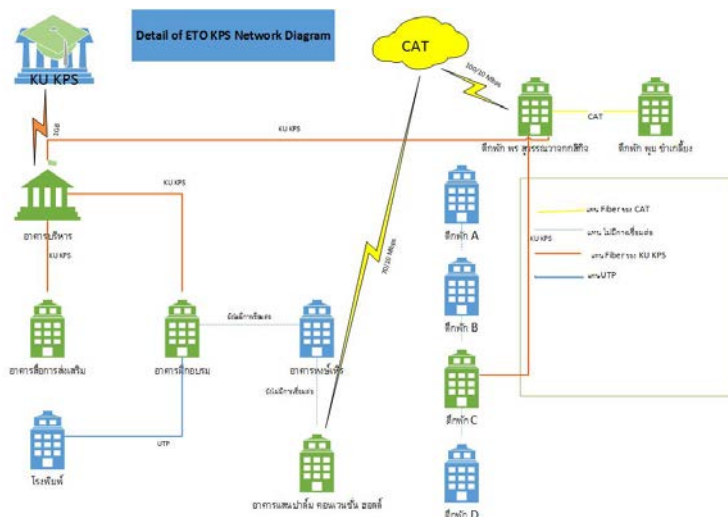 Detail of ETO KPS Network Diagram
KU KPS
CAT
100/10 Mbps
1GB
KU KPS
CAT
ตึกพัก พร สุวรรณวาจกกสิกิจ
ตึกพัก พูน ขำเกลี้ยง
KU KPS
อาคารบริหาร
ตึกพัก A
แทน Fiber ของ CAT
แทน ไม่มีการเชื่อมต่อ
KU KPS
แทน Fiber ของ KU KPS
แทนUTP
KU KPS
70/10 Mbps
ยังไม่มีการเชื่อมต่อ
ตึกพัก B
อาคารสื่อการส่งเสริม
อาคารฝึกอบรม
ยังไม่มีการเชื่อมต่อ
ตึกพัก C
UTP
โรงพิมพ์
อาคารแสนปาล์ม คอนเวนชั่น ฮอลล์
ตึกพัก D